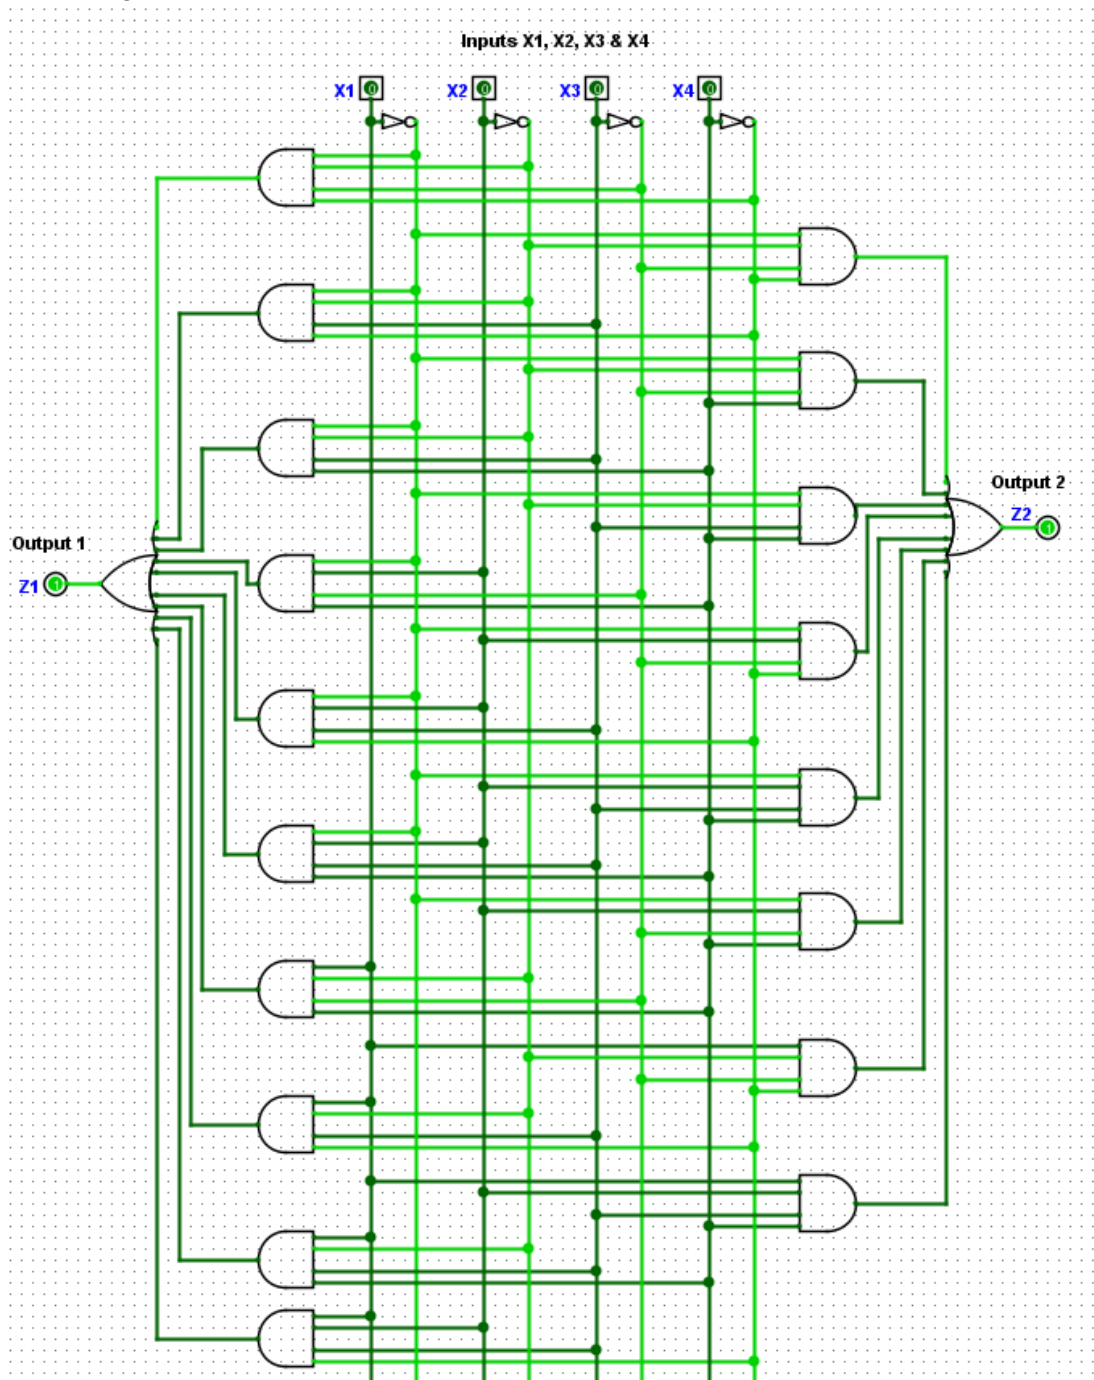 Inputs X1, X2, X3 & X4
X1 0 X2 0 X3 0 X4 0
Output 2
Z2 1
Output 1
Z1 1